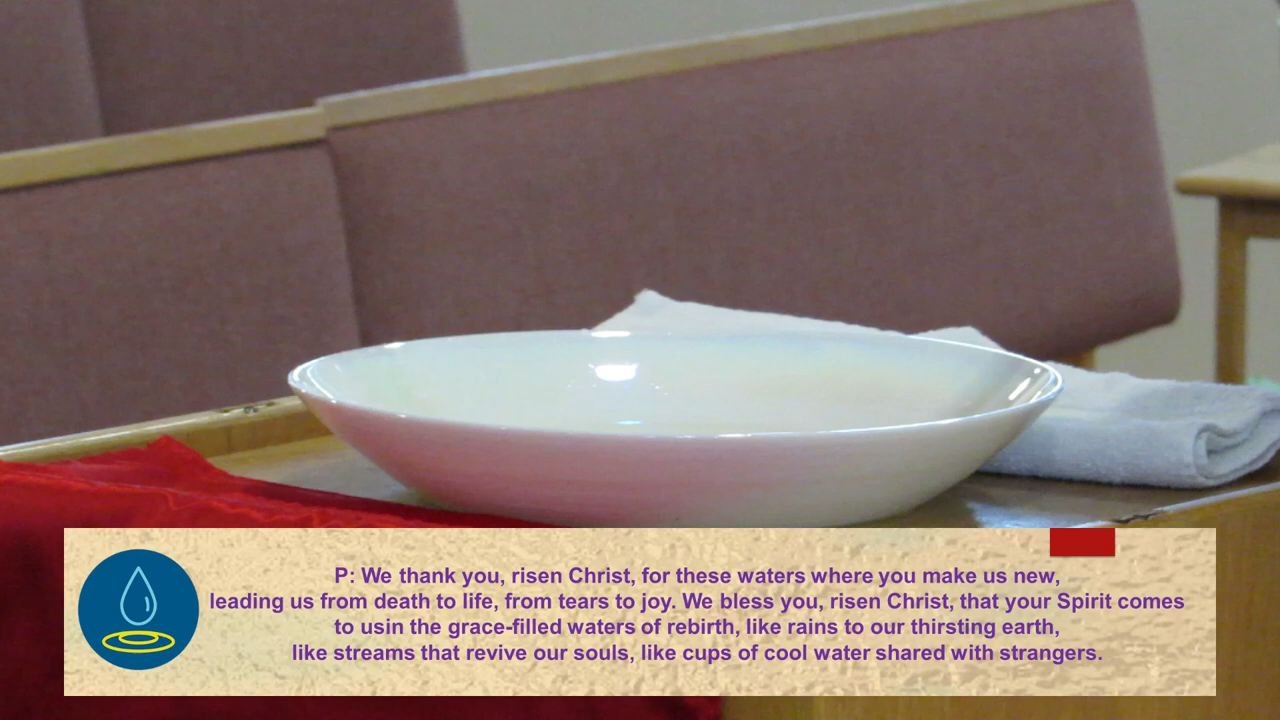 P: We thank you, risen Christ, for these waters where you make us new,
leading us from death to life, from tears to joy. We bless you, risen Christ, that your Spirit comes
to usin the grace-filled waters of rebirth, like rains to our thirsting earth,
like streams that revive our souls, like cups of cool water shared with strangers.